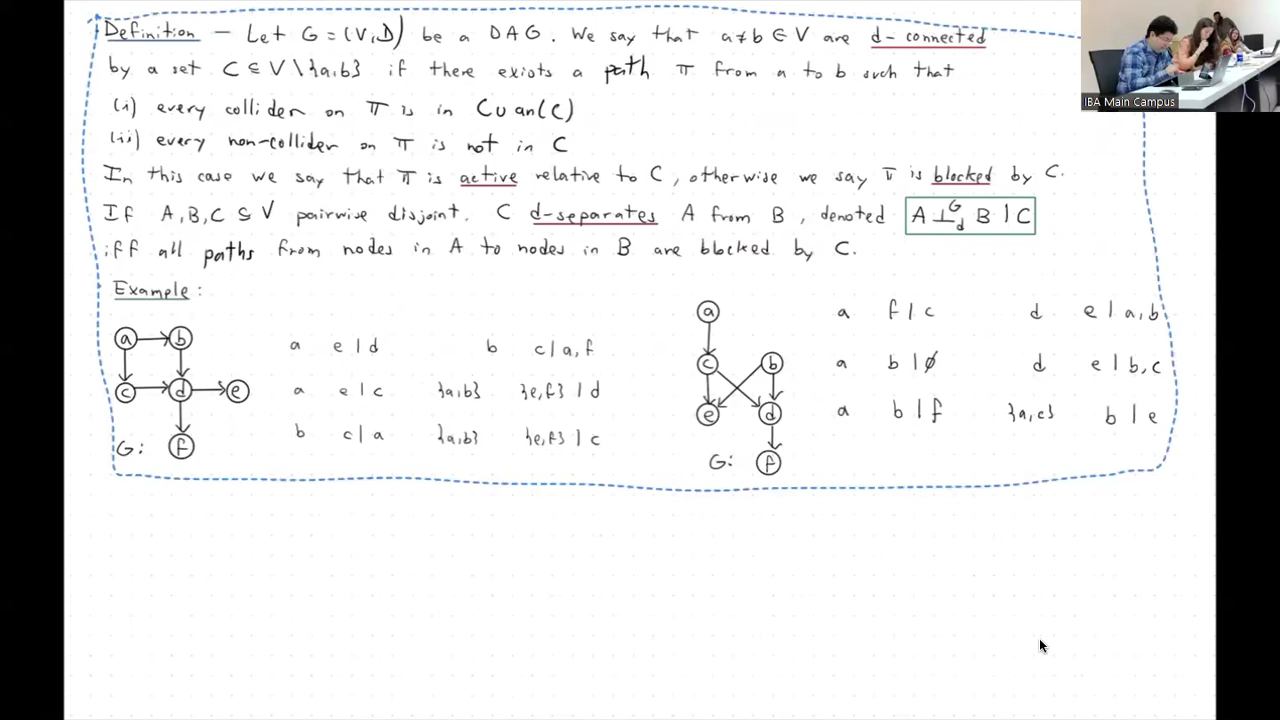 Definition - Let G = (V, D) be a DAG. We say that a ≠ b ∈ V are d-connected
by a set C ⊆ V \ {a,b} if there exists a path π from a to b such that
(i) every collider on π is in C ∪ an(C)
(ii) every non-collider on π is not in C
In this case we say that π is active relative to C, otherwise we say π is blocked by C.
If A, B, C ⊆ V pairwise disjoint. C d-separates A from B, denoted A ⊥_d^G B | C
iff all paths from nodes in A to nodes in B are blocked by C.
Example:
a b
c d e
G: f
a e | d b c | a, f
a e | c {a,b} {e,f} | d
b c | a {a,b} {e,f} | c
a
c b
e d
G: f
a f | c d e | a, b
a b | ∅ d e | b, c
a b | f {a,c} b | e
IBA Main Campus